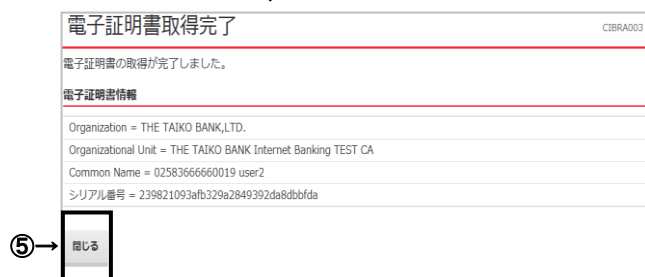 電子証明書取得完了
CIBRA003
電子証明書の取得が完了しました。
電子証明書情報
Organization = THE TAIKO BANK,LTD.
Organizational Unit = THE TAIKO BANK Internet Banking TEST CA
Common Name = 02583666660019 user2
シリアル番号 = 239821093afb329a2849392da8dbbfda
⑤→ 閉じる